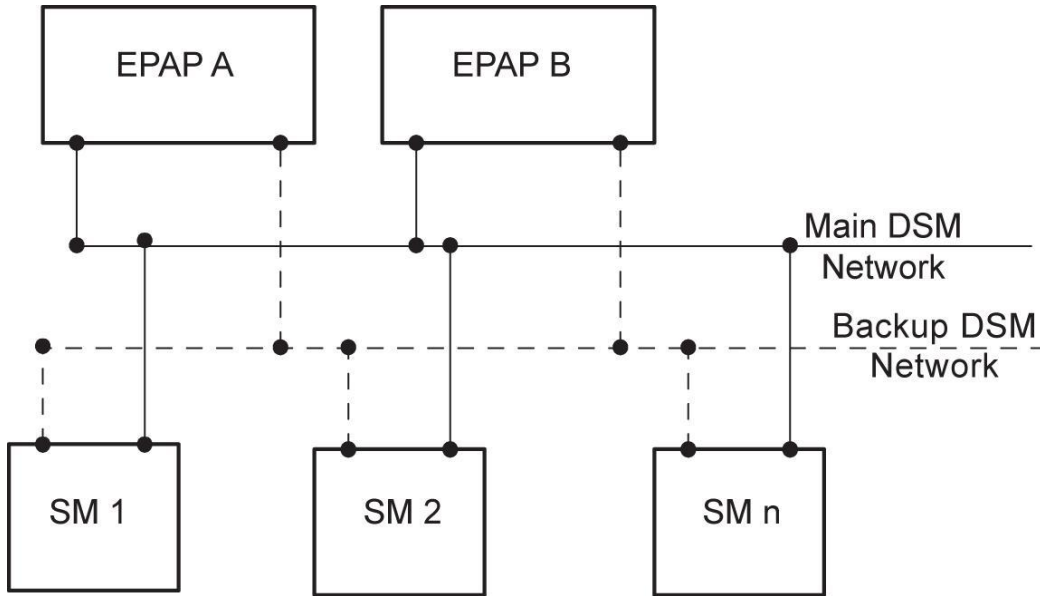 EPAP A
EPAP B
Main DSM
Network
Backup DSM
Network
SM 1
SM 2
SM n